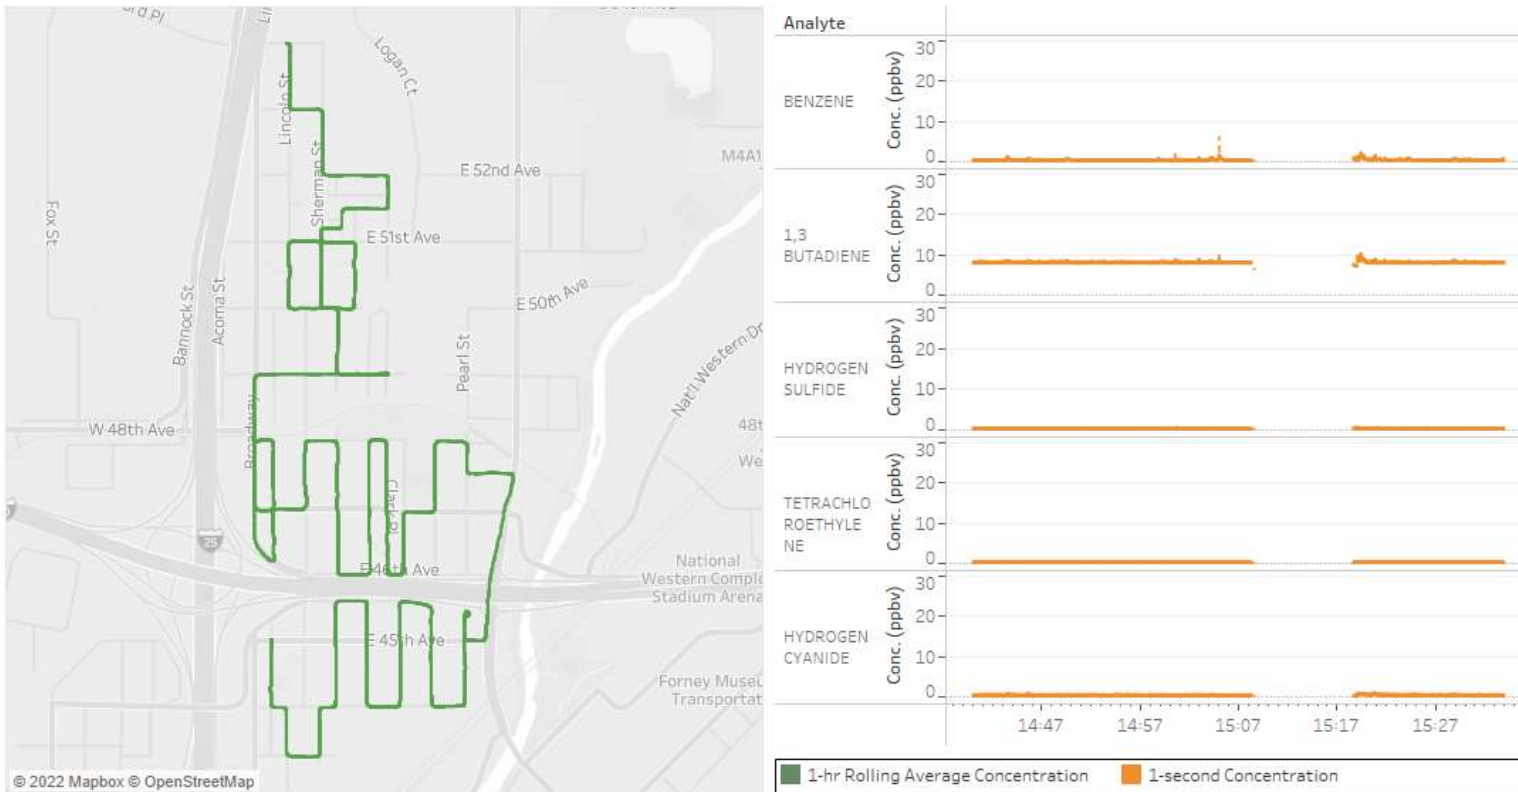 Lincoln St
Logan Ct
Sherman St
M4A1
E 52nd Ave
Fox St
E 51st Ave
Bannock St
Acoma St
E 50th Ave
Pearl St
Nat'l Western Dr
W 48th Ave
Broadway
48t
We
Clark Pl
25
E 46th Ave
National
Western Comple
Stadium Arena
E 45th Ave
Forney Museu
Transportat
© 2022 Mapbox © OpenStreetMap
Analyte
BENZENE
Conc. (ppbv)
30
20
10
0
1,3
BUTADIENE
Conc. (ppbv)
30
20
10
0
HYDROGEN
SULFIDE
Conc. (ppbv)
30
20
10
0
TETRACHLO
ROETHYLE
NE
Conc. (ppbv)
30
20
10
0
HYDROGEN
CYANIDE
Conc. (ppbv)
30
20
10
0
14:47
14:57
15:07
15:17
15:27
1-hr Rolling Average Concentration
1-second Concentration